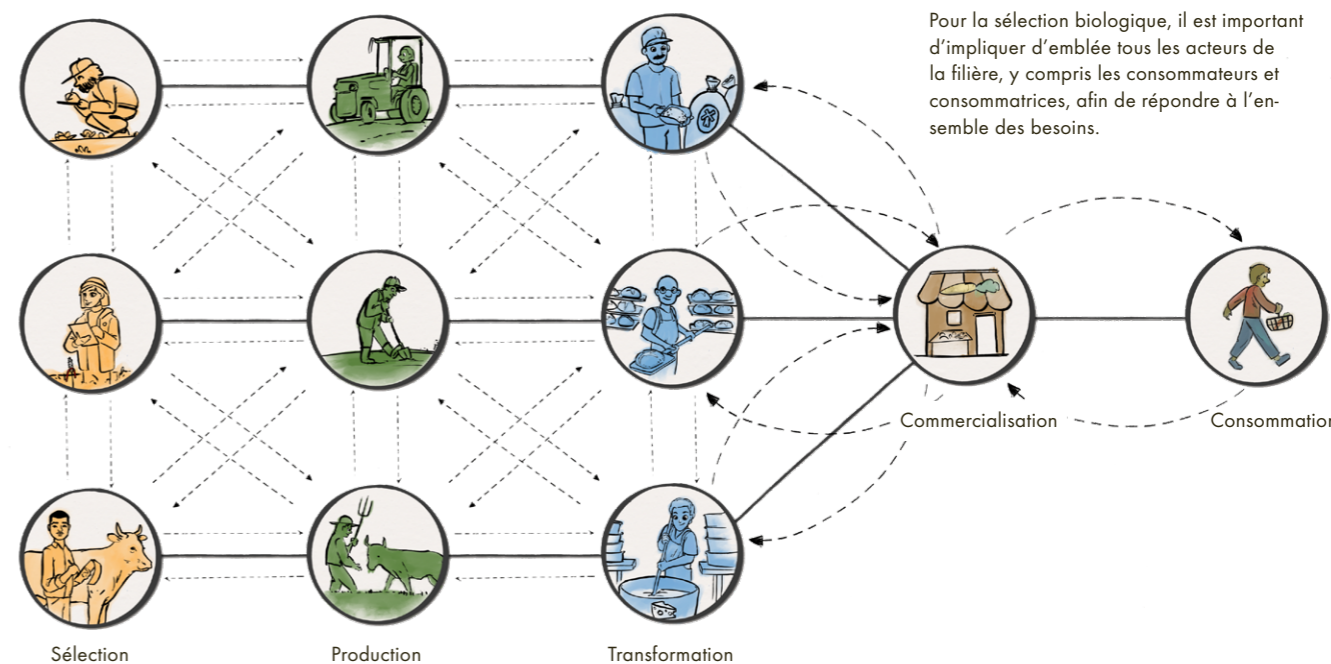 Pour la sélection biologique, il est important
d'impliquer d'emblée tous les acteurs de
la filière, y compris les consommateurs et
consommatrices, afin de répondre à l'en-
semble des besoins.
Commercialisation
Consommation
Sélection
Production
Transformation